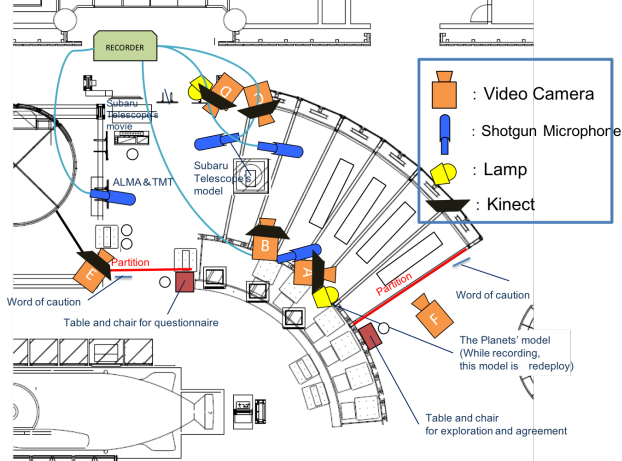 RECORDER
D
C
: Video Camera
: Shotgun Microphone
: Lamp
: Kinect
Subaru
Telescope's
movie
Subaru
Telescope's
model
ALMA & TMT
B
A
E
Partition
Partition
Word of caution
Word of caution
F
Table and chair for questionnaire
The Planets' model
(While recording,
this model is redeploy)
Table and chair
for exploration and agreement